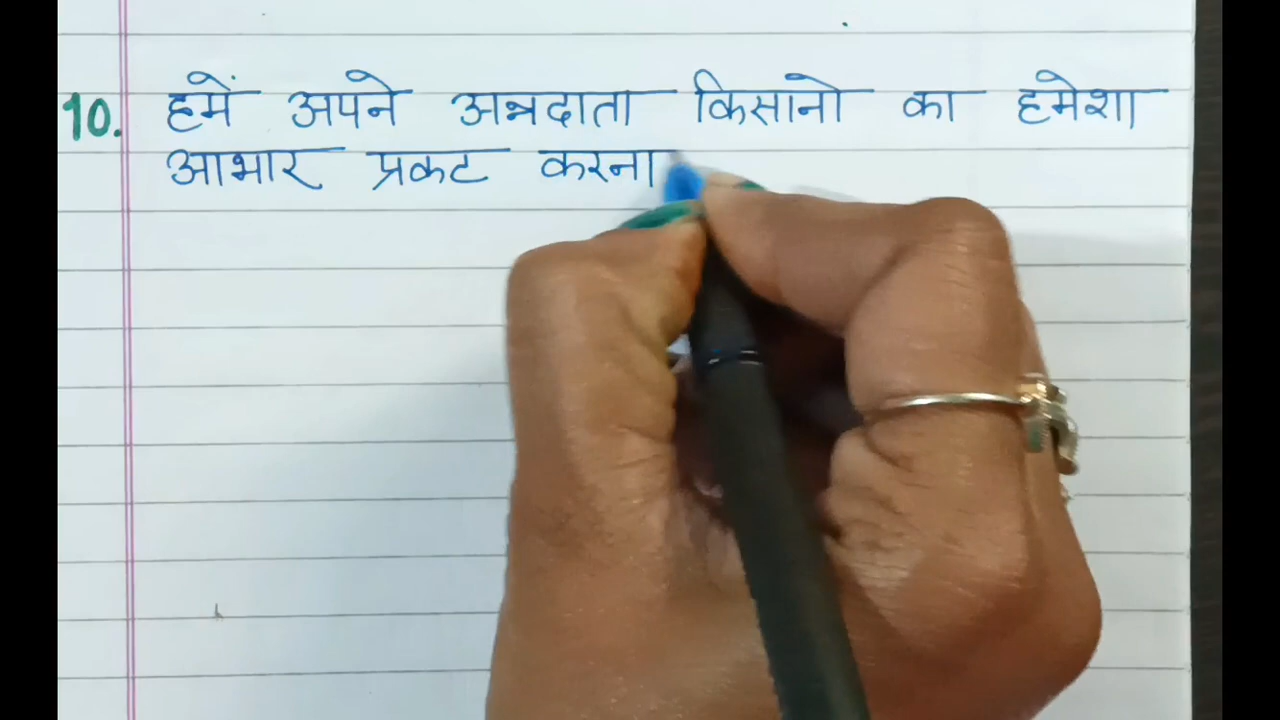 10. हमें अपने अन्नदाता किसानो का हमेशा
आभार प्रकट करना